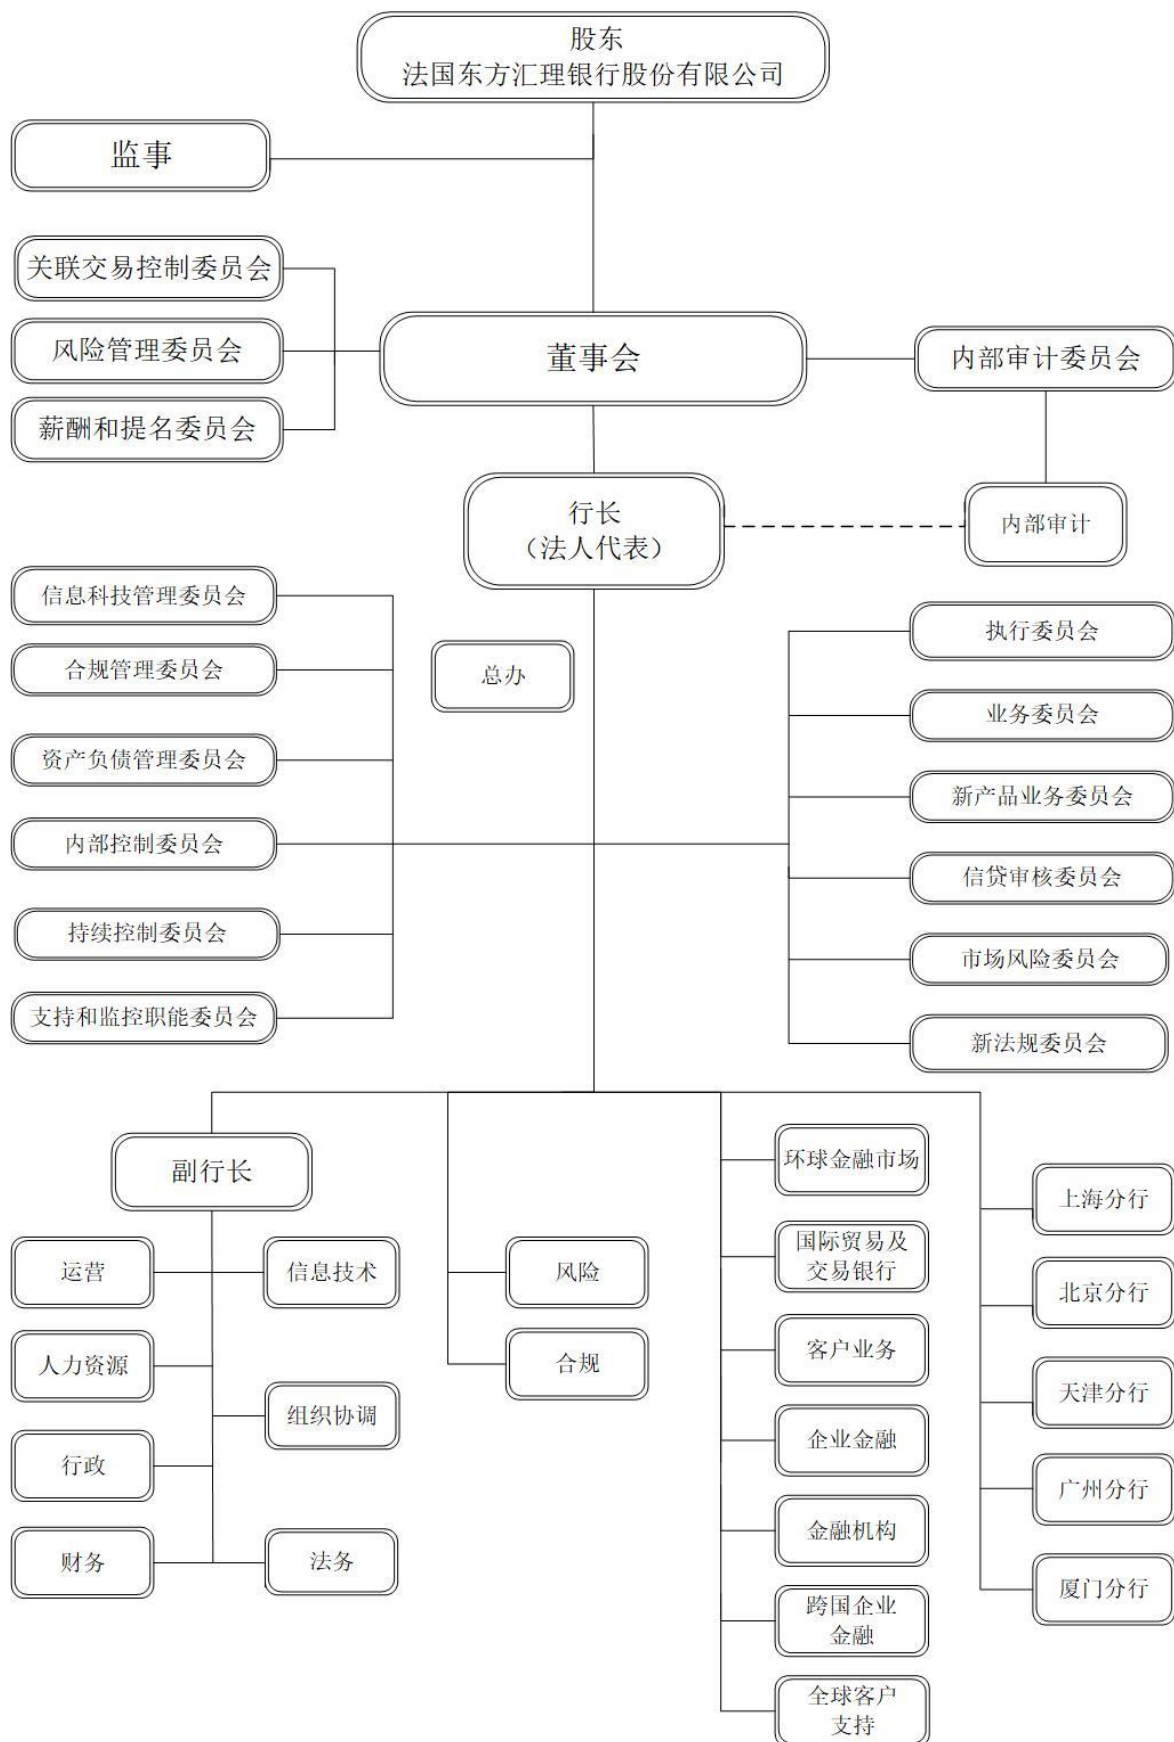 股东
法国东方汇理银行股份有限公司
监事
关联交易控制委员会
风险管理委员会
薪酬和提名委员会
董事会
内部审计委员会
行长
（法人代表）
内部审计
信息科技管理委员会
合规管理委员会
资产负债管理委员会
内部控制委员会
持续控制委员会
支持和监控职能委员会
总办
执行委员会
业务委员会
新产品业务委员会
信贷审核委员会
市场风险委员会
新法规委员会
副行长
运营
信息技术
人力资源
组织协调
行政
财务
法务
风险
合规
环球金融市场
国际贸易及
交易银行
客户业务
企业金融
金融机构
跨国企业
金融
全球客户
支持
上海分行
北京分行
天津分行
广州分行
厦门分行